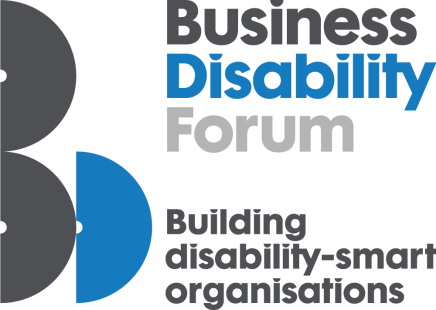 Business
Disability
Forum
Building
disability-smart
organisations